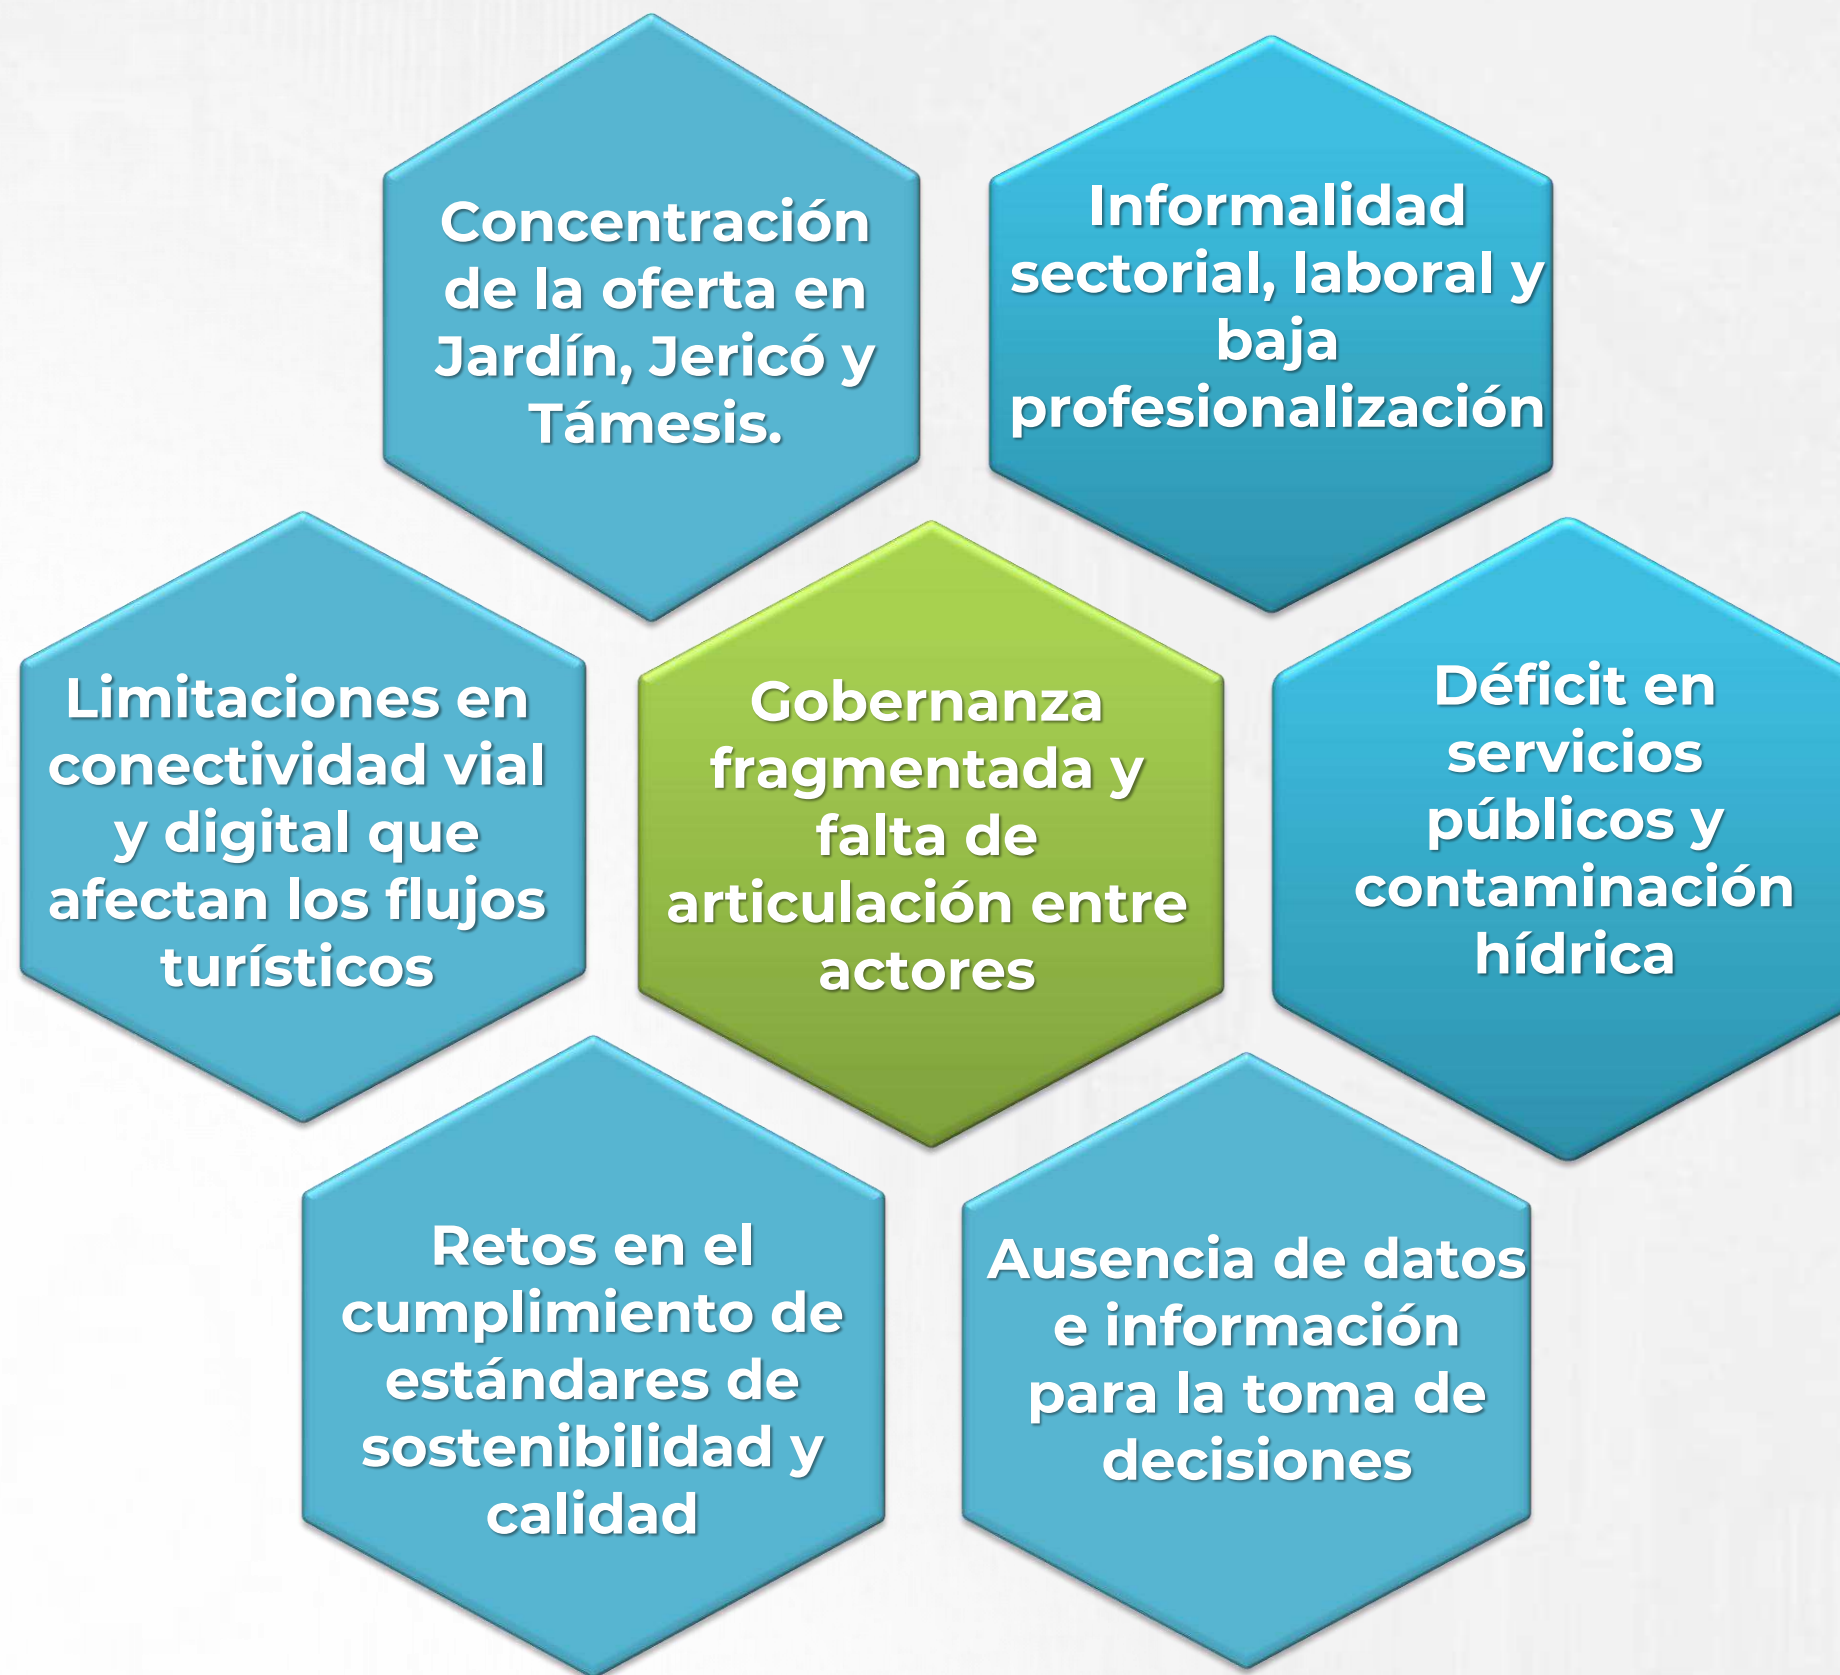 Concentración
de la oferta en
Jardín, Jericó y
Támesis.
Informalidad
sectorial, laboral y
baja
profesionalización
Limitaciones en
conectividad vial
y digital que
afectan los flujos
turísticos
Gobernanza
fragmentada y
falta de
articulación entre
actores
Déficit en
servicios
públicos y
contaminación
hídrica
Retos en el
cumplimiento de
estándares de
sostenibilidad y
calidad
Ausencia de datos
e información
para la toma de
decisiones